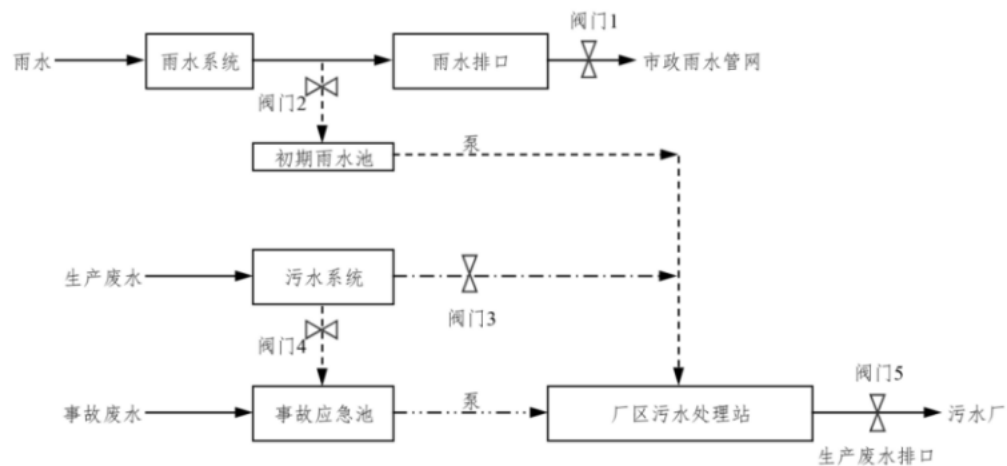 阀门1
雨水
雨水系统
雨水排口
市政雨水管网
阀门2
初期雨水池
泵
生产废水
污水系统
阀门3
阀门4
阀门5
事故废水
事故应急池
泵
厂区污水处理站
污水厂
生产废水排口